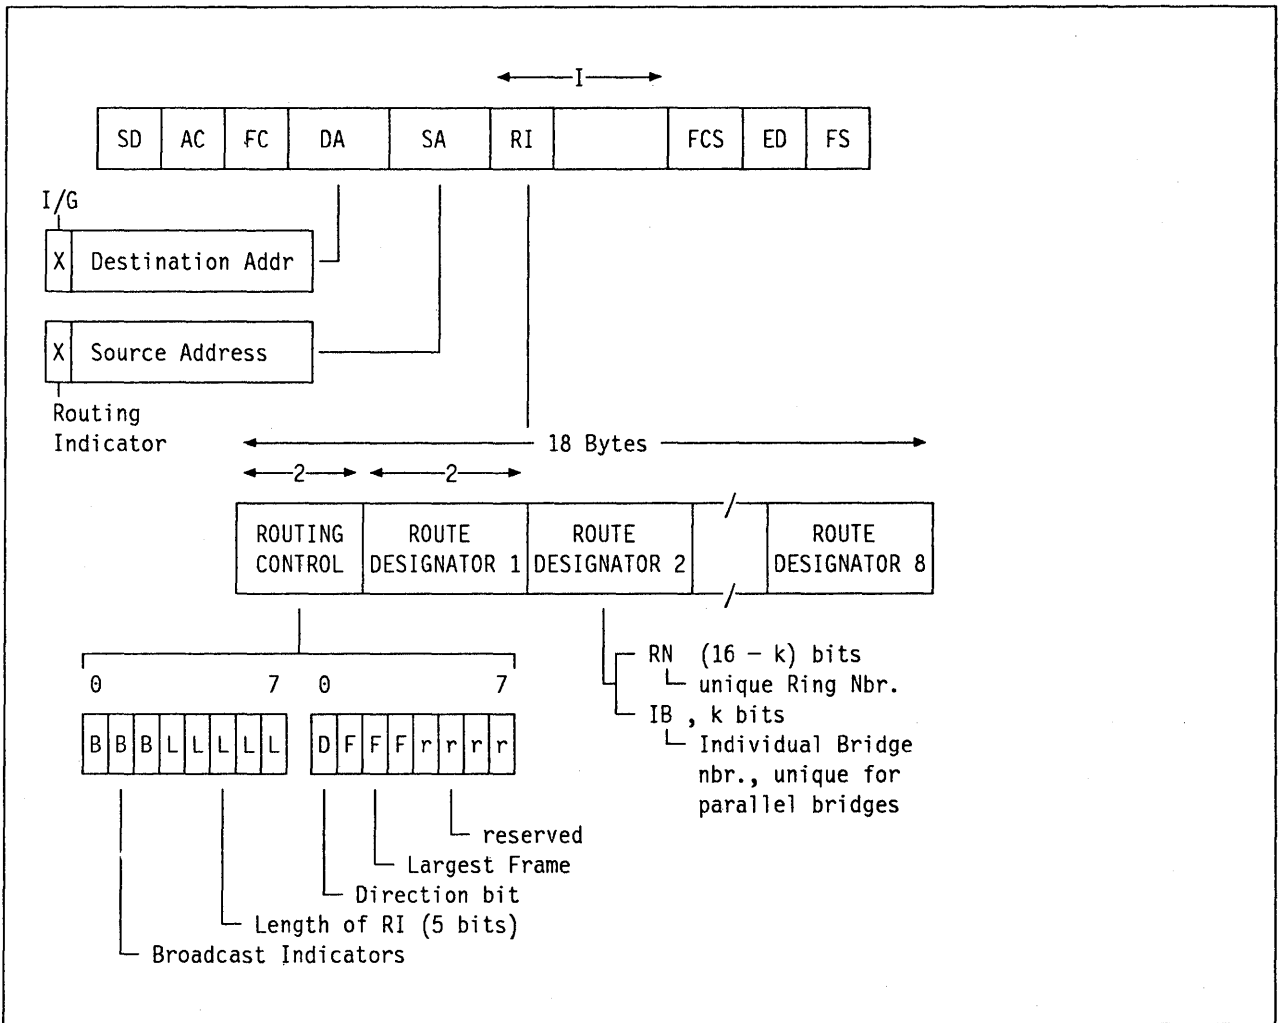 I
SD AC FC DA SA RI FCS ED FS
I/G
X Destination Addr
X Source Address
Routing
Indicator
18 Bytes
2 2
ROUTING CONTROL
ROUTE DESIGNATOR 1
ROUTE DESIGNATOR 2
/
/
ROUTE DESIGNATOR 8
RN (16 – k) bits
unique Ring Nbr.
IB , k bits
Individual Bridge
nbr., unique for
parallel bridges
0 7 0 7
B B B L L L L L D F F F r r r r
reserved
Largest Frame
Direction bit
Length of RI (5 bits)
Broadcast Indicators